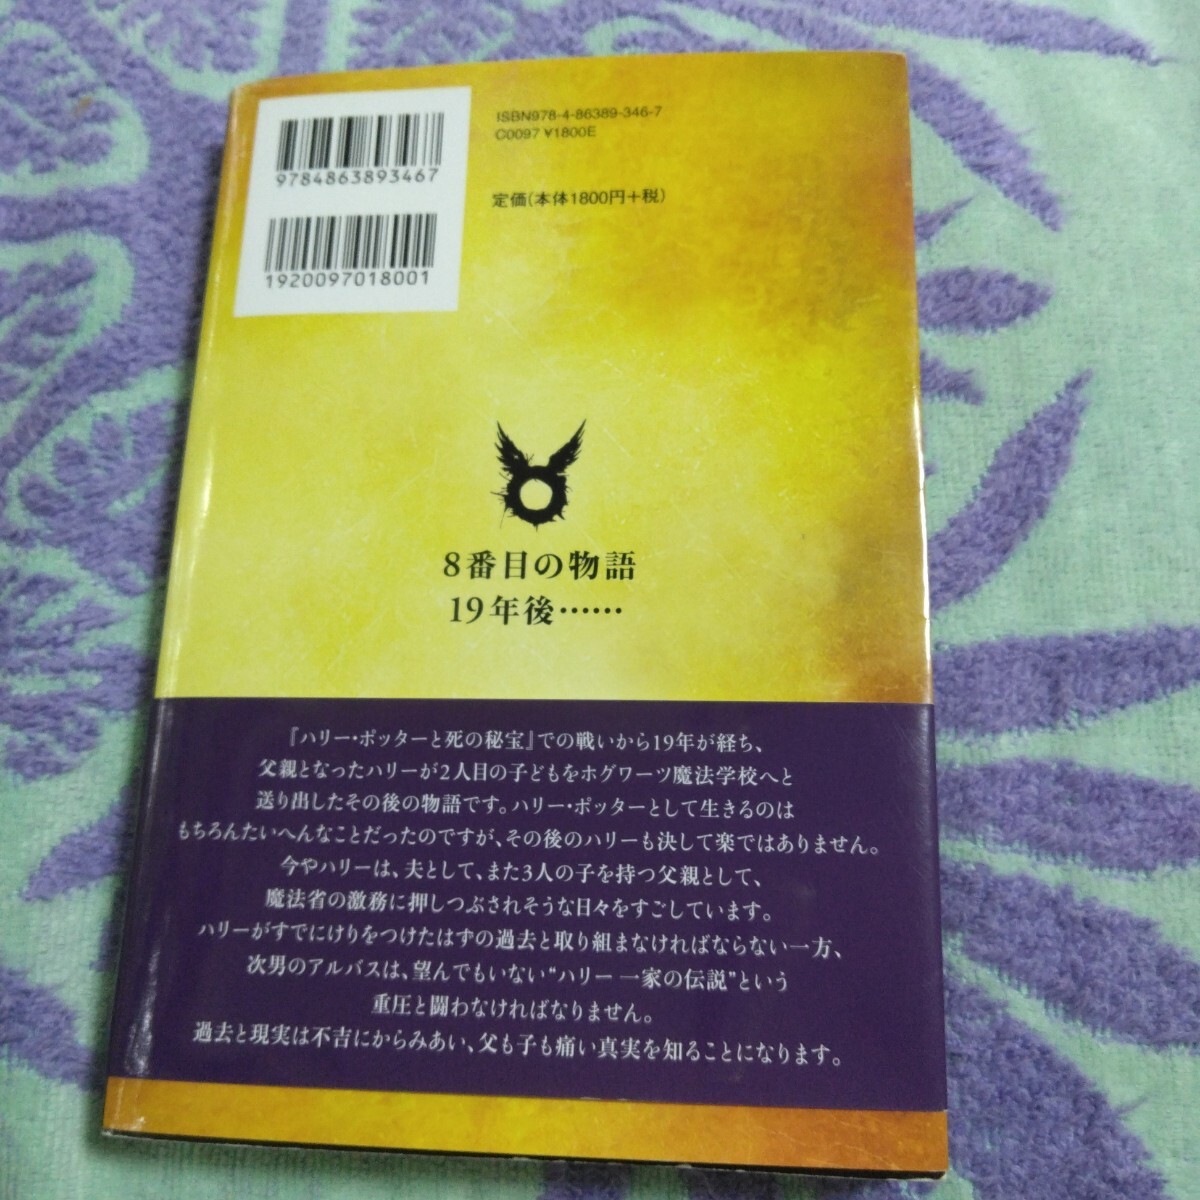 ISBN978-4-86389-346-7
C0097 ¥1800E
9784863893467
定価(本体1800円+税)
1920097018001
8番目の物語
19年後……
『ハリー・ポッターと死の秘宝』での戦いから19年が経ち、
父親となったハリーが2人目の子どもをホグワーツ魔法学校へと
送り出したその後の物語です。ハリー・ポッターとして生きるのは
もちろんたいへんなことだったのですが、その後のハリーも決して楽ではありません。
今やハリーは、夫として、また3人の子を持つ父親として、
魔法省の激務に押しつぶされそうな日々をすごしています。
ハリーがすでにけりをつけたはずの過去と取り組まなければならない一方、
次男のアルバスは、望んでもいない“ハリー一家の伝説”という
重圧と闘わなければなりません。
過去と現実は不吉にからみあい、父も子も痛い真実を知ることになります。